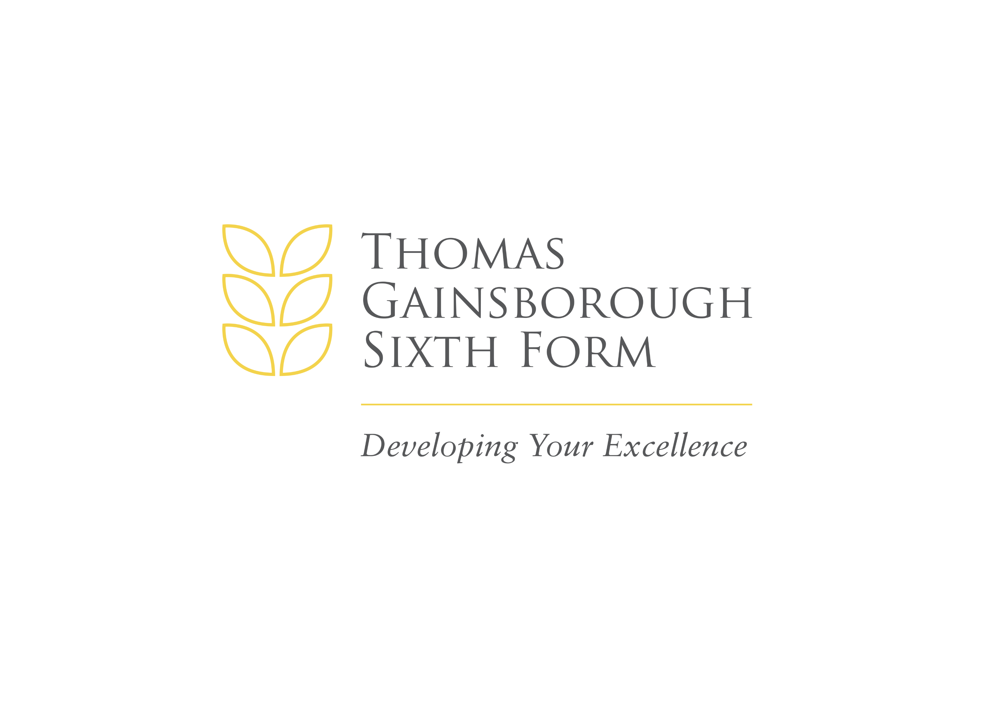 Thomas
Gainsborough
Sixth Form
Developing Your Excellence